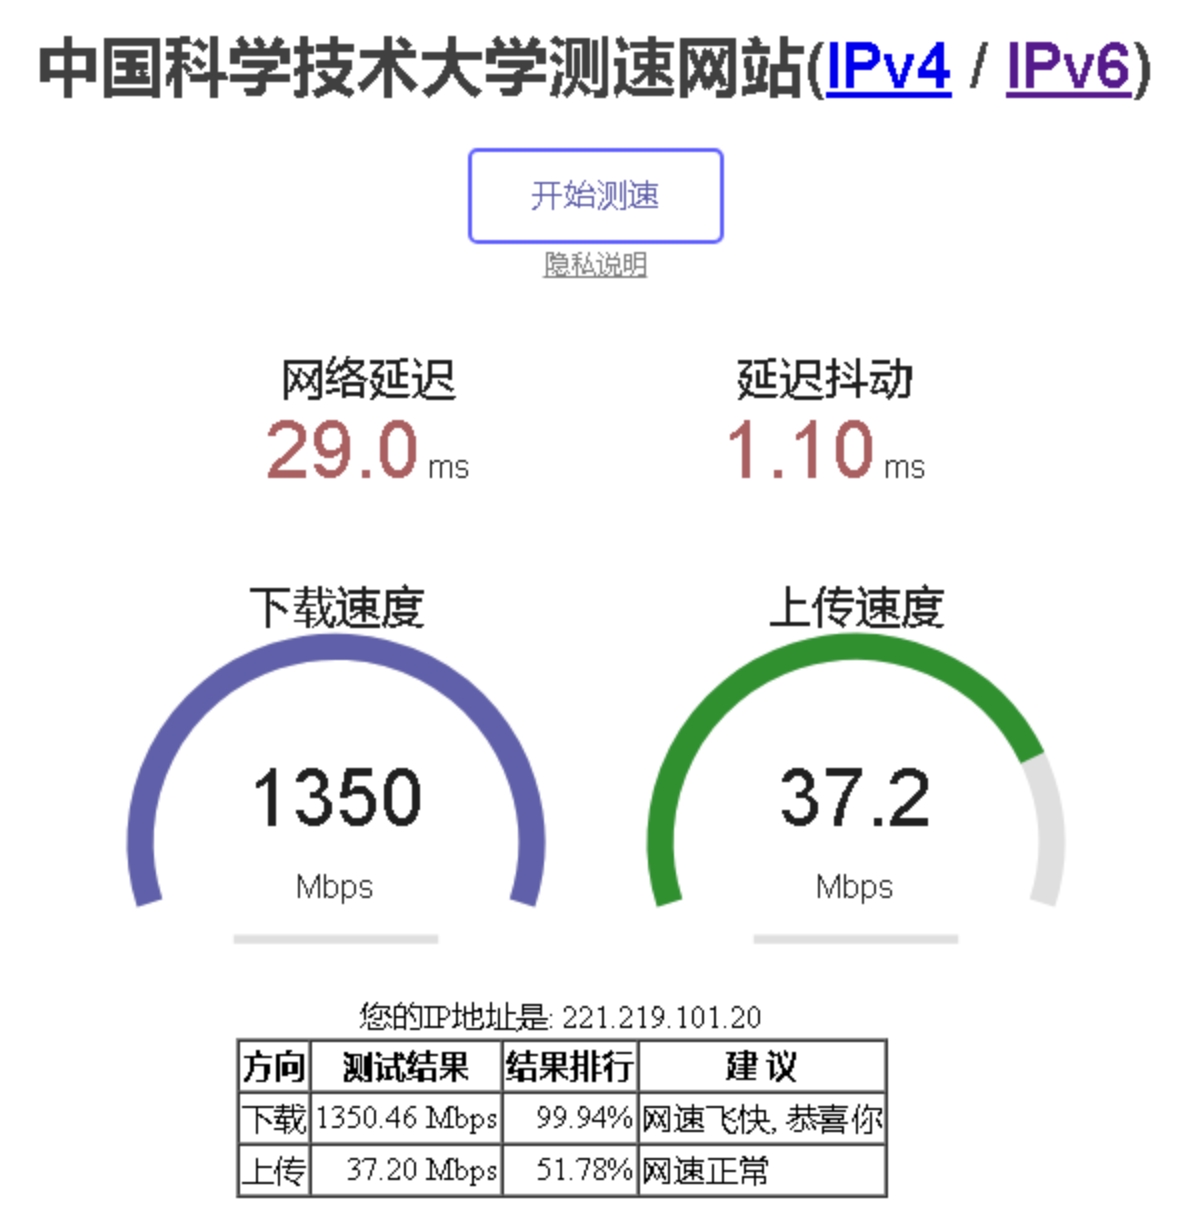 中国科学技术大学测速网站(IPv4 / IPv6)
开始测速
隐私说明
网络延迟 延迟抖动
29.0 ms 1.10 ms
下载速度 上传速度
1350 37.2
Mbps Mbps
您的IP地址是: 221.219.101.20
方向 测试结果 结果排行 建 议
下载 1350.46 Mbps 99.94% 网速飞快, 恭喜你
上传 37.20 Mbps 51.78% 网速正常